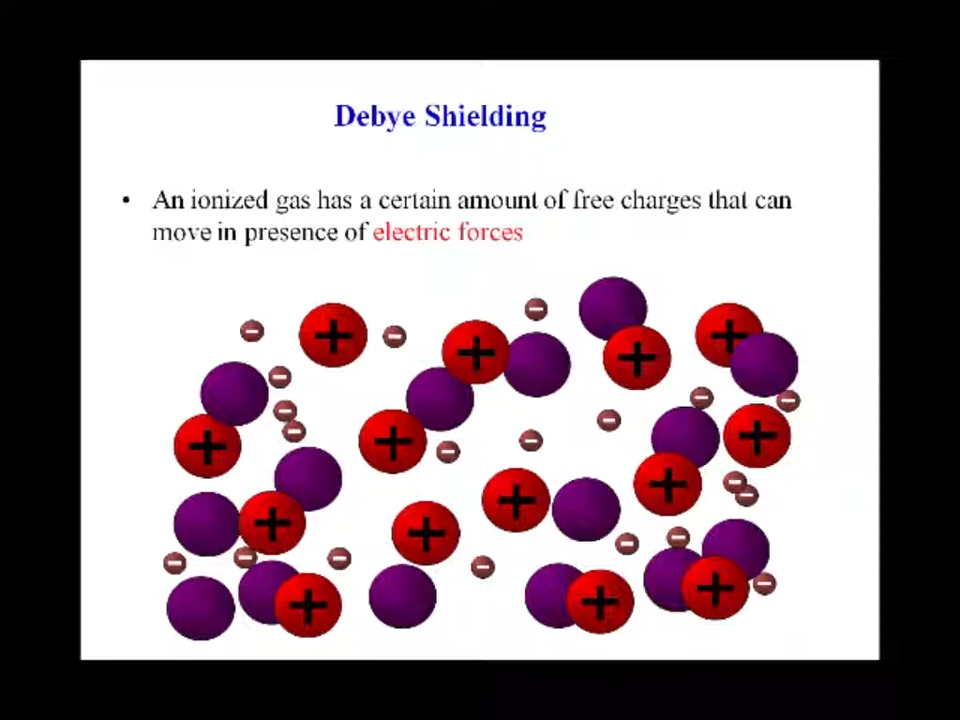 Debye Shielding
• An ionized gas has a certain amount of free charges that can
move in presence of electric forces